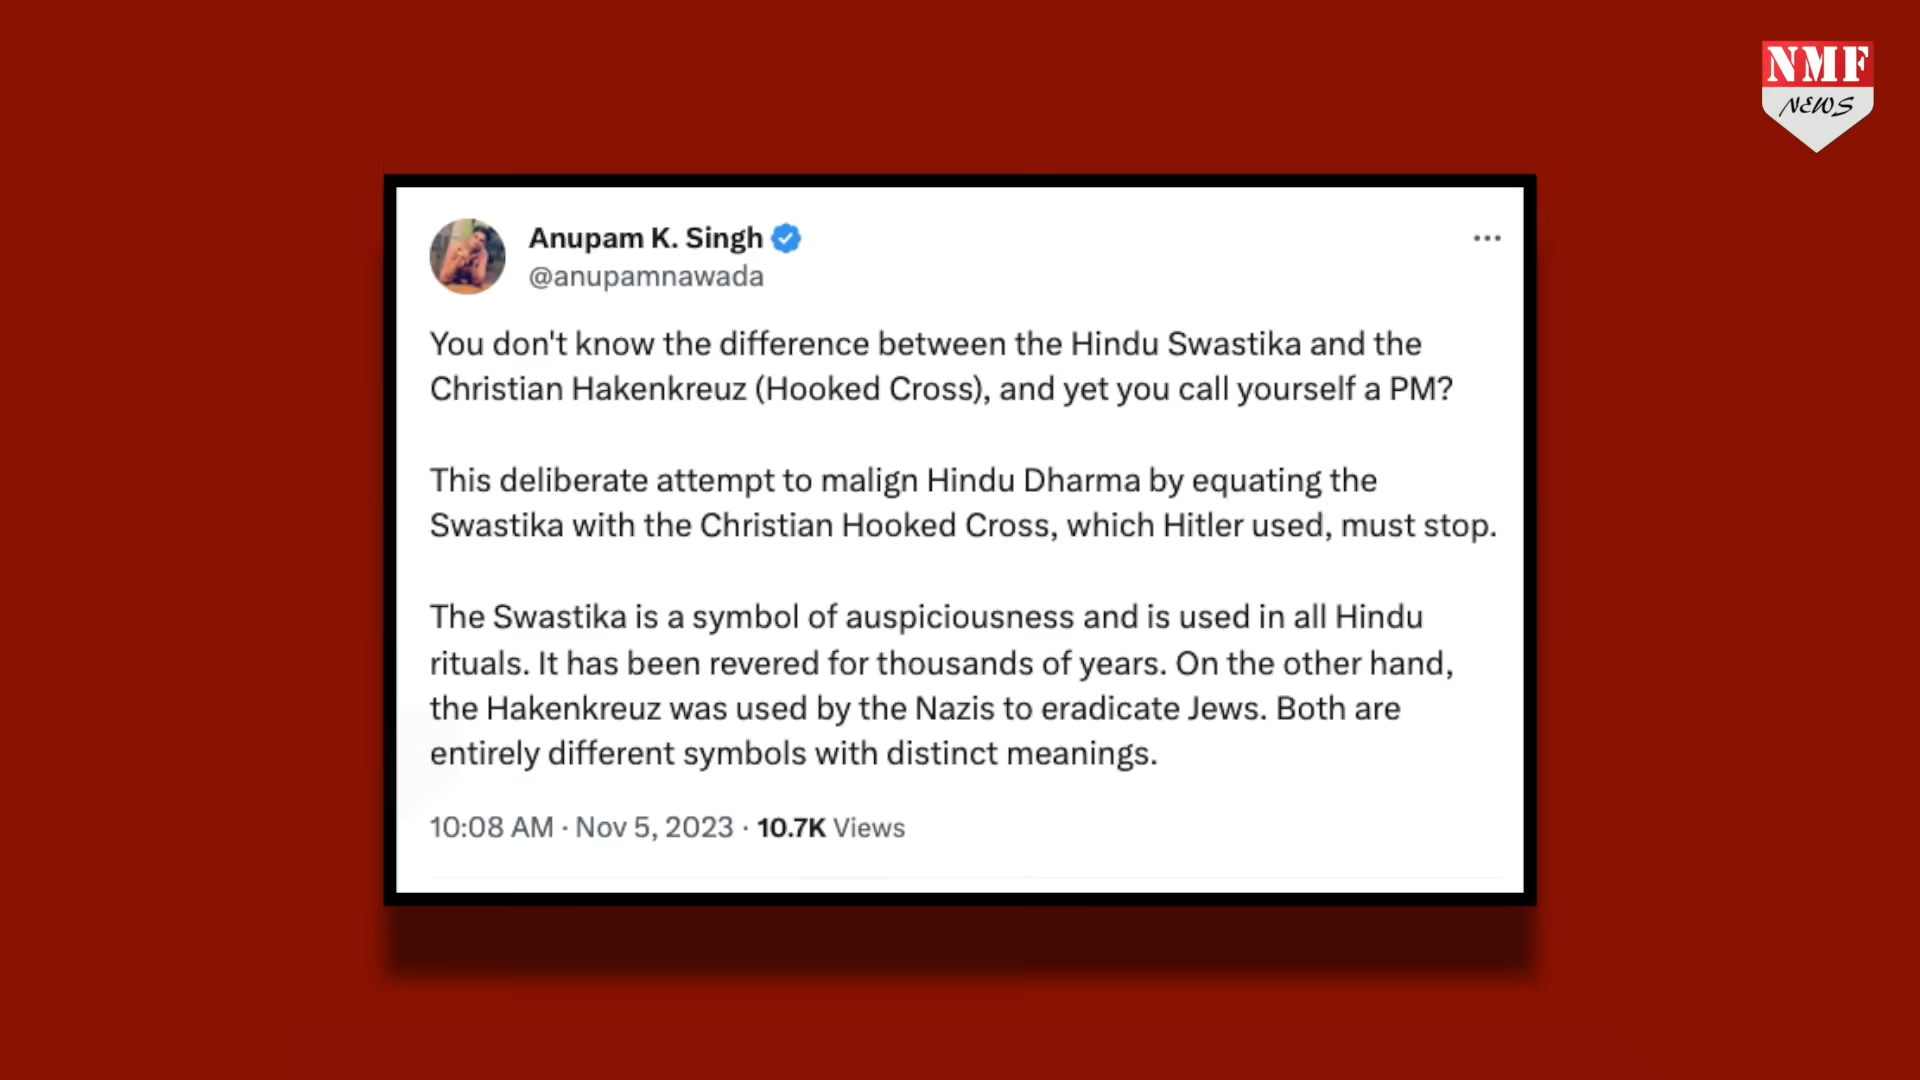 NMF
NEWS
Anupam K. Singh
@anupamnawada
You don't know the difference between the Hindu Swastika and the
Christian Hakenkreuz (Hooked Cross), and yet you call yourself a PM?
This deliberate attempt to malign Hindu Dharma by equating the
Swastika with the Christian Hooked Cross, which Hitler used, must stop.
The Swastika is a symbol of auspiciousness and is used in all Hindu
rituals. It has been revered for thousands of years. On the other hand,
the Hakenkreuz was used by the Nazis to eradicate Jews. Both are
entirely different symbols with distinct meanings.
10:08 AM · Nov 5, 2023 · 10.7K Views